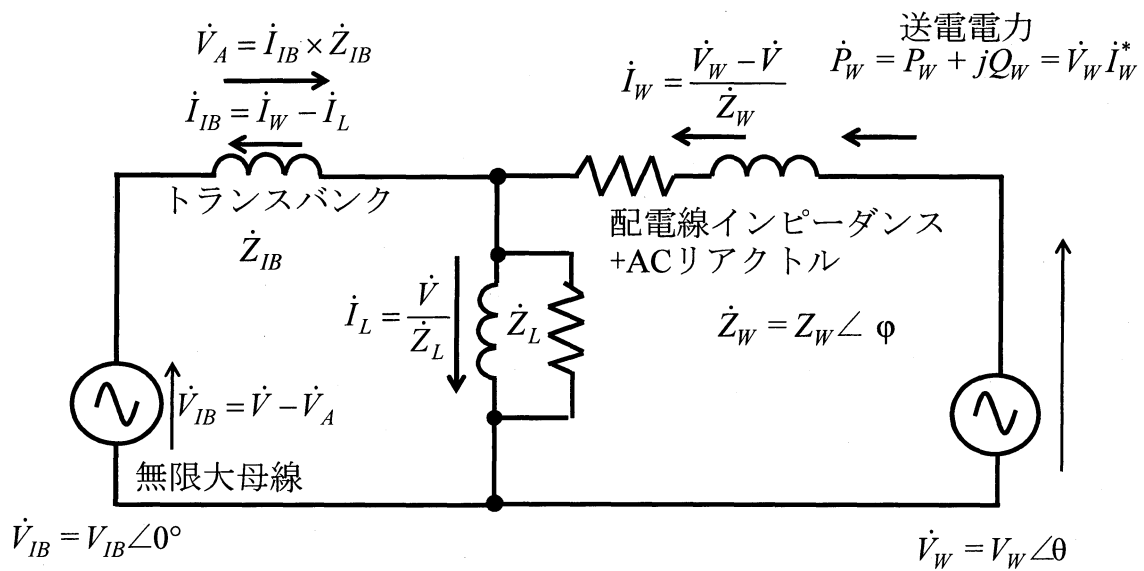 V̇_A = İ_IB × Ż_IB
İ_IB = İ_W − İ_L
トランスバンク
Ż_IB
İ_W = (V̇_W − V̇) / Ż_W
送電電力
Ṗ_W = P_W + jQ_W = V̇_W İ_W^*
配電線インピーダンス
+ACリアクトル
Ż_W = Z_W∠φ
İ_L = V̇ / Ż_L
Ż_L
V̇_IB = V̇ − V̇_A
無限大母線
V̇_IB = V_IB∠0°
V̇_W = V_W∠θ